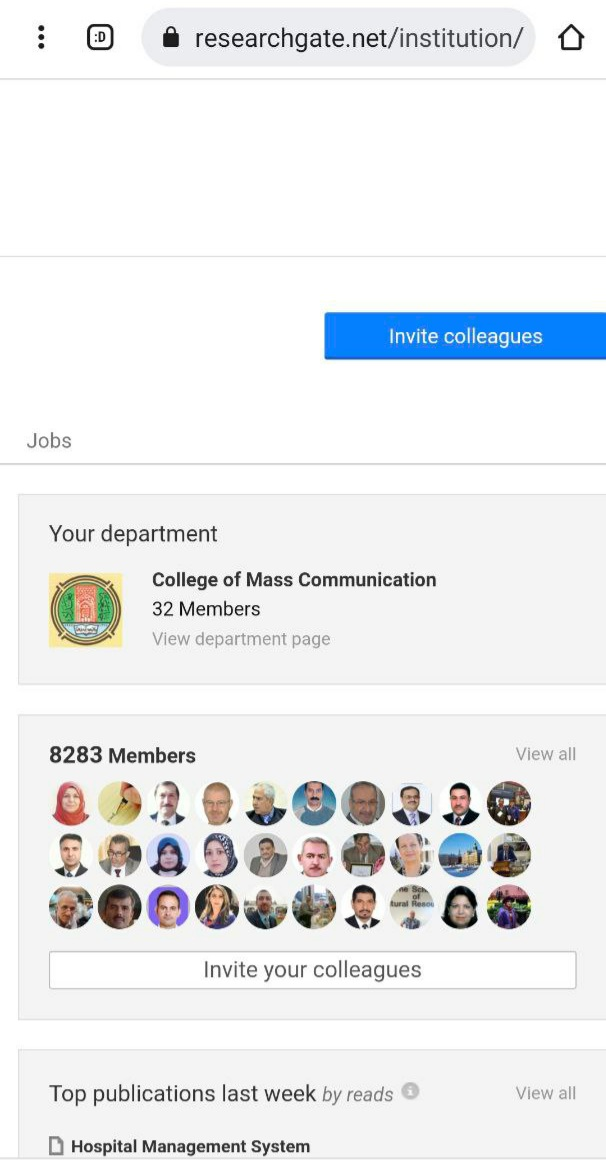 :D
researchgate.net/institution/
Invite colleagues
Jobs
Your department
College of Mass Communication
32 Members
View department page
8283 Members
View all
Invite your colleagues
Top publications last week by reads
View all
Hospital Management System